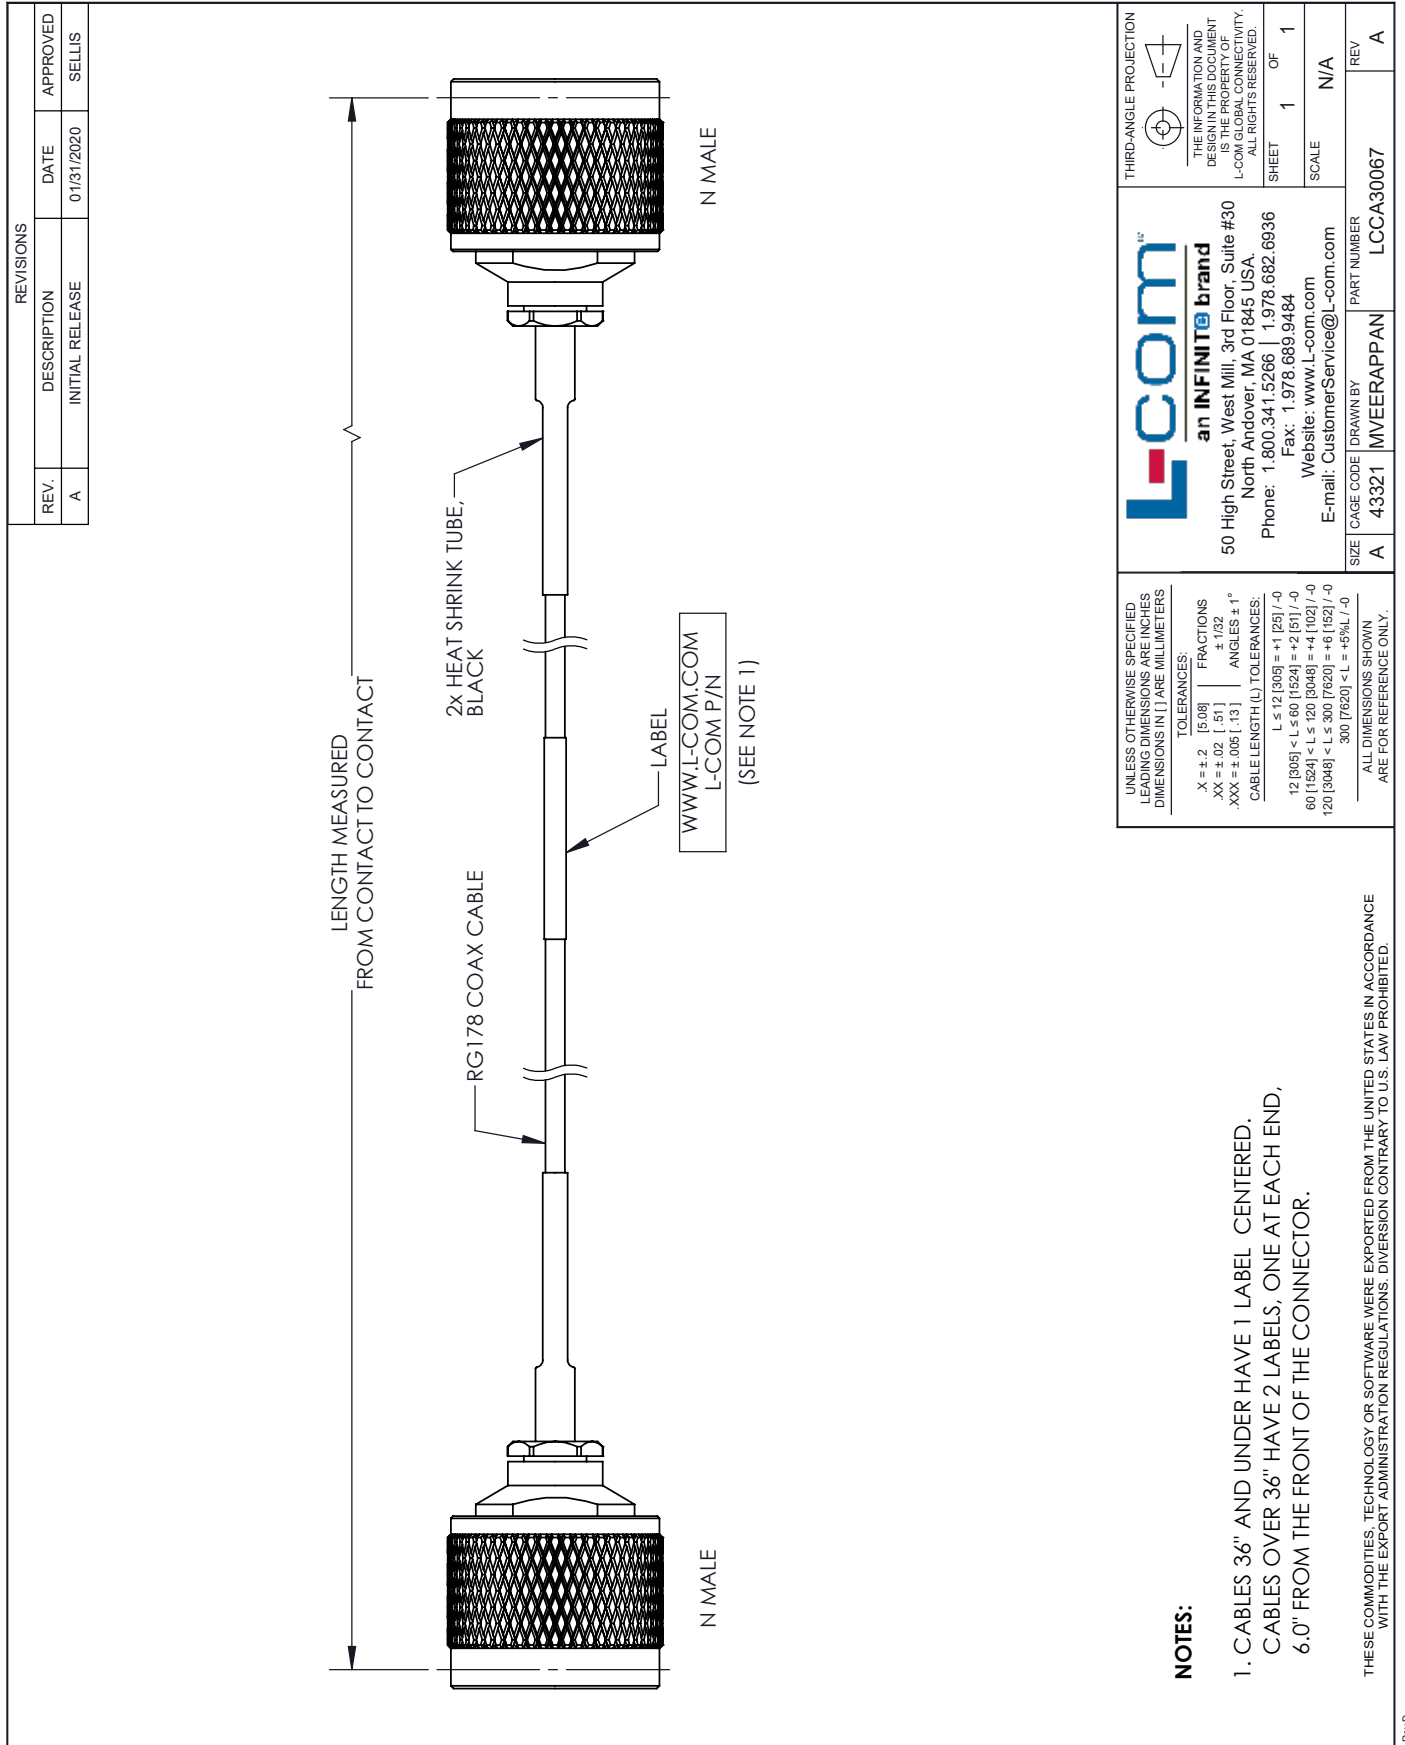 REVISIONS
REV. DESCRIPTION DATE APPROVED
A INITIAL RELEASE 01/31/2020 SELLIS
LENGTH MEASURED
FROM CONTACT TO CONTACT
RG178 COAX CABLE
2x HEAT SHRINK TUBE,
BLACK
LABEL
WWW.L-COM.COM
L-COM P/N
(SEE NOTE 1)
N MALE
N MALE
NOTES:
1. CABLES 36" AND UNDER HAVE 1 LABEL CENTERED.
CABLES OVER 36" HAVE 2 LABELS, ONE AT EACH END,
6.0" FROM THE FRONT OF THE CONNECTOR.
THESE COMMODITIES, TECHNOLOGY OR SOFTWARE WERE EXPORTED FROM THE UNITED STATES IN ACCORDANCE
WITH THE EXPORT ADMINISTRATION REGULATIONS. DIVERSION CONTRARY TO U.S. LAW PROHIBITED.
UNLESS OTHERWISE SPECIFIED
LEADING DIMENSIONS ARE INCHES
DIMENSIONS IN [ ] ARE MILLIMETERS
TOLERANCES:
.X = ± .2 [5.08] FRACTIONS
.XX = ± .02 [ .51 ] ± 1/32
.XXX = ± .005 [ .13 ] ANGLES ± 1°
CABLE LENGTH (L) TOLERANCES:
L ≤ 12 [305] = +1 [25] / -0
12 [305] < L ≤ 60 [1524] = +2 [51] / -0
60 [1524] < L ≤ 120 [3048] = +4 [102] / -0
120 [3048] < L ≤ 300 [7620] = +6 [152] / -0
300 [7620] < L = +5%L / -0
ALL DIMENSIONS SHOWN
ARE FOR REFERENCE ONLY.
L-com
an INFINIT@ brand
50 High Street, West Mill, 3rd Floor, Suite #30
North Andover, MA 01845 USA.
Phone: 1.800.341.5266 | 1.978.682.6936
Fax: 1.978.689.9484
Website: www.L-com.com
E-mail: CustomerService@L-com.com
THIRD-ANGLE PROJECTION
THE INFORMATION AND
DESIGN IN THIS DOCUMENT
IS THE PROPERTY OF
L-COM GLOBAL CONNECTIVITY.
ALL RIGHTS RESERVED.
SHEET 1 OF 1
SCALE N/A
SIZE A
CAGE CODE 43321
DRAWN BY MVEERAPPAN
PART NUMBER LCCA30067
REV A